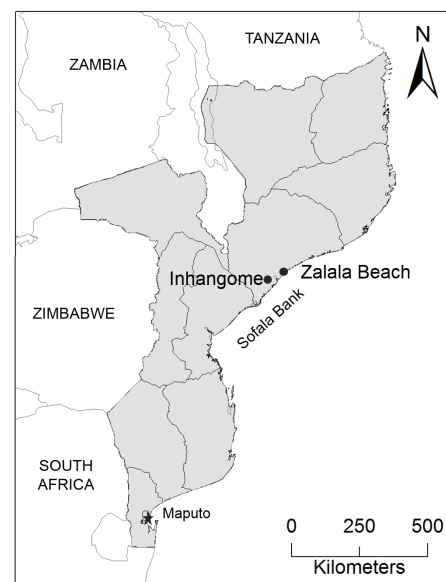 TANZANIA
N
ZAMBIA
Inhangome
Zalala Beach
Sofala Bank
ZIMBABWE
SOUTH
AFRICA
Maputo
0 250 500
Kilometers